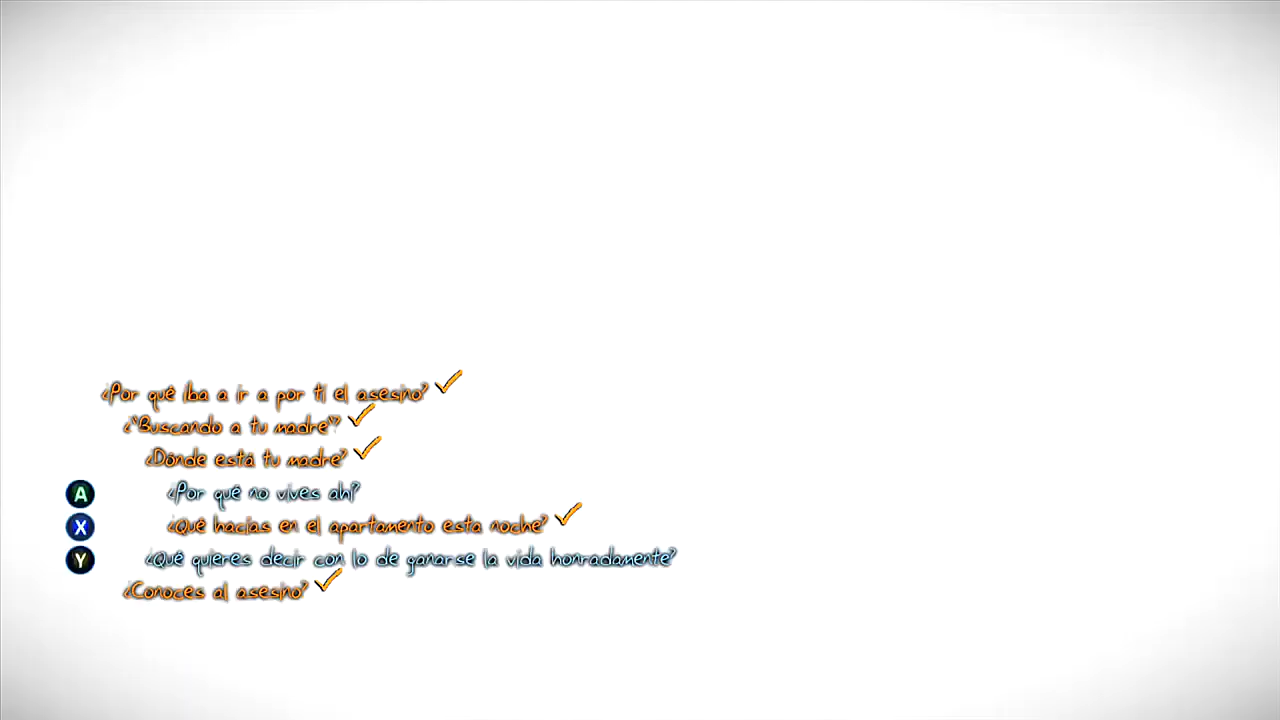 ¿Por qué iba a ir a por ti el asesino?
¿"Buscando a tu madre"?
¿Dónde está tu madre?
A ¿Por qué no vives ahí?
X ¿Qué hacías en el apartamento esta noche?
Y ¿Qué quieres decir con lo de ganarse la vida honradamente?
¿Conoces al asesino?